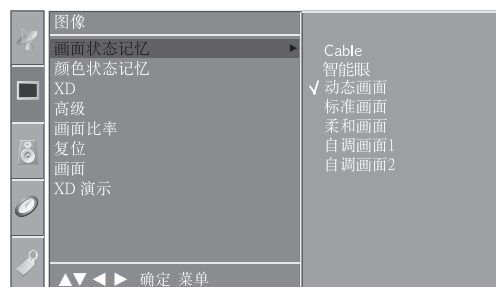 图像
画面状态记忆
颜色状态记忆
XD
高级
画面比率
复位
画面
XD 演示
▲▼◀ ▶ 确定 菜单
Cable
智能眼
√ 动态画面
标准画面
柔和画面
自调画面1
自调画面2